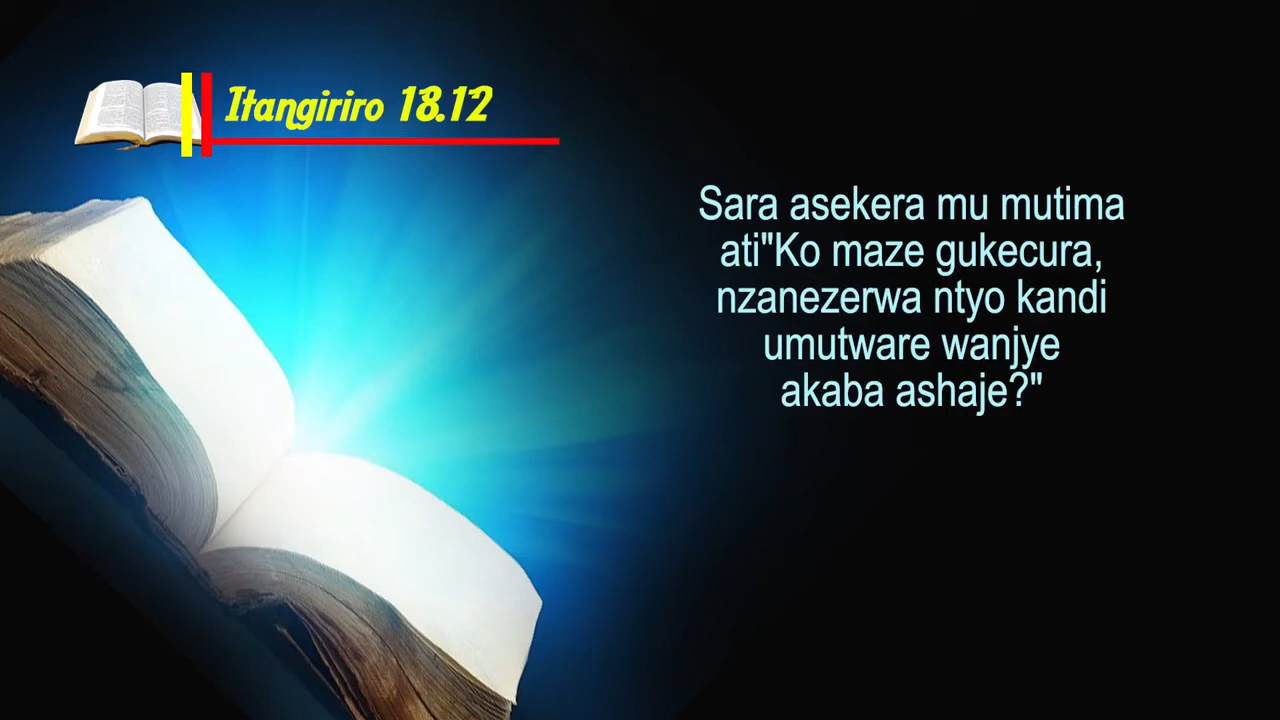 Itangiriro 18.12
Sara asekera mu mutima
ati"Ko maze gukecura,
nzanezerwa ntyo kandi
umutware wanjye
akaba ashaje?"